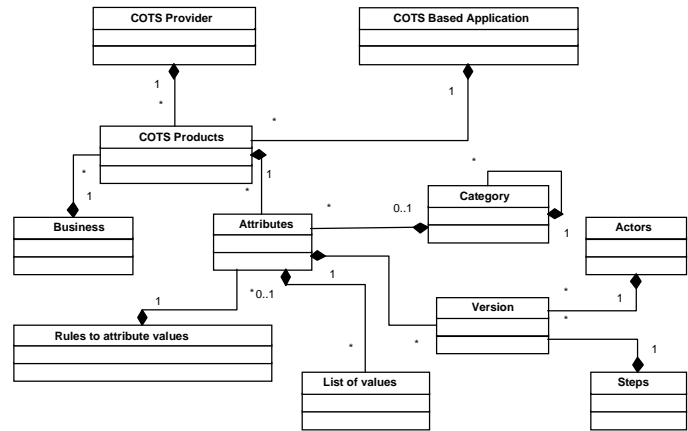 COTS Provider
COTS Based Application
1
1
*
*
COTS Products
*
1
*
1
*
Category
*
0..1
1
Business
Attributes
Actors
1
*
1
*
0..1
1
*
Version
*
*
1
Rules to attribute values
*
List of values
Steps